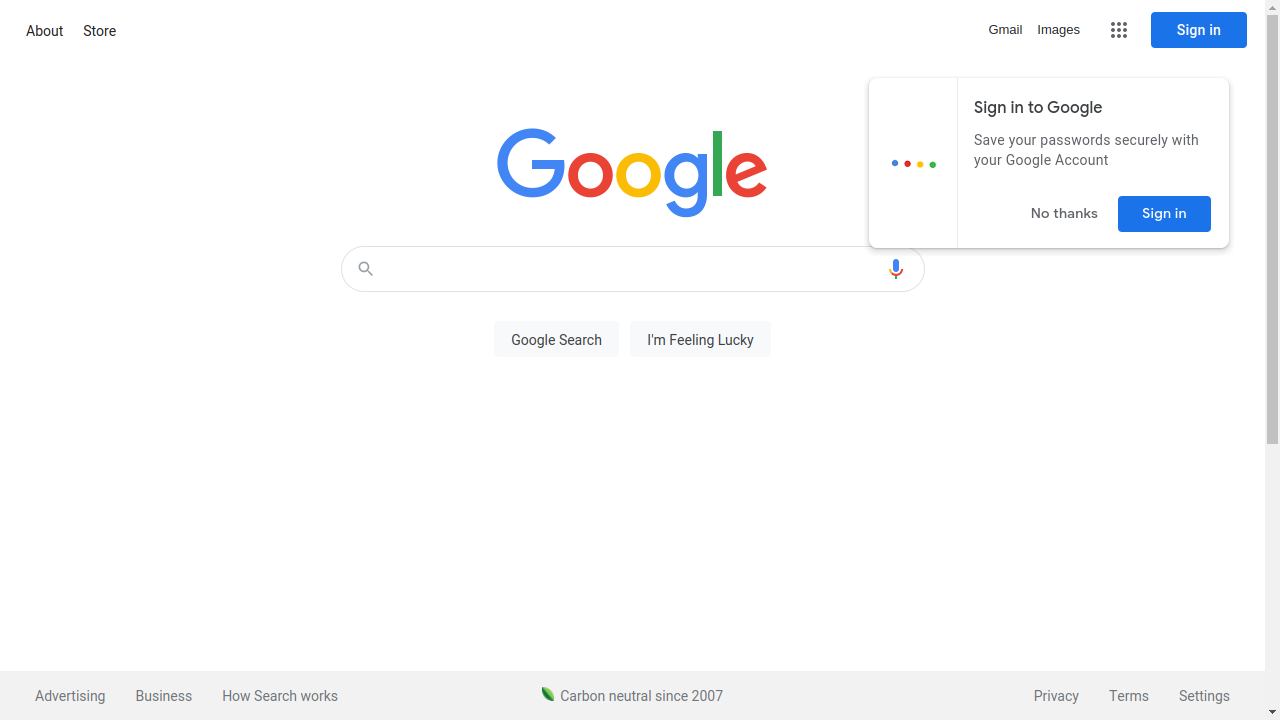 About Store
Gmail Images
Sign in
Google
Sign in to Google
Save your passwords securely with
your Google Account
No thanks
Sign in
Google Search
I'm Feeling Lucky
Advertising Business How Search works
Carbon neutral since 2007
Privacy Terms Settings